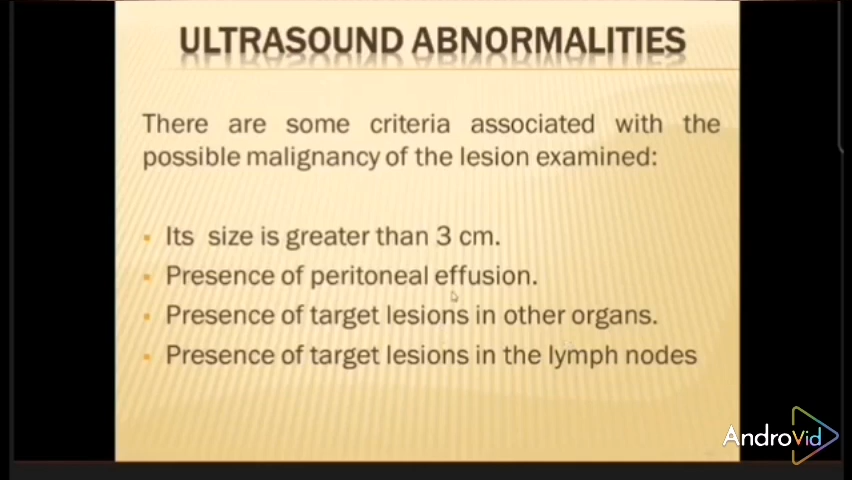 ULTRASOUND ABNORMALITIES
There are some criteria associated with the
possible malignancy of the lesion examined:
▪ Its size is greater than 3 cm.
▪ Presence of peritoneal effusion.
▪ Presence of target lesions in other organs.
▪ Presence of target lesions in the lymph nodes
AndroVid